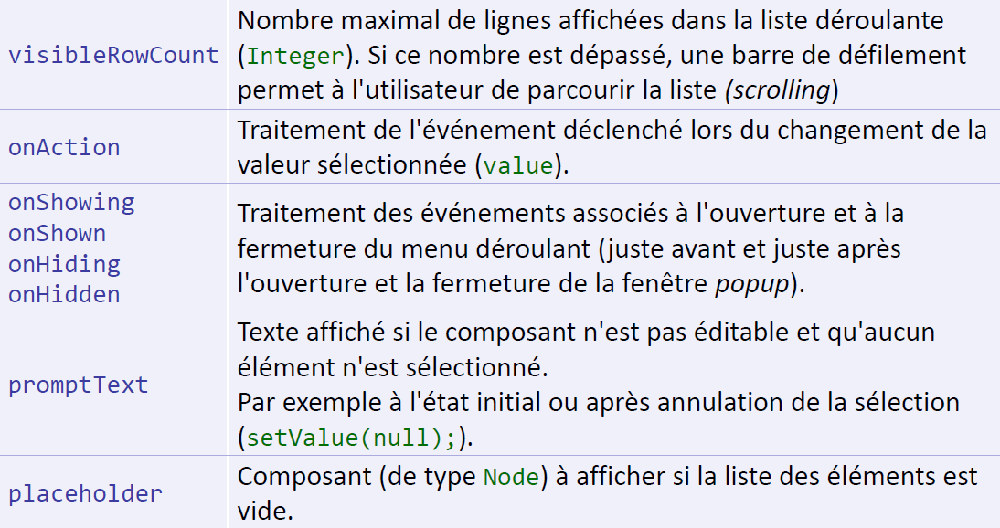 visibleRowCount
Nombre maximal de lignes affichées dans la liste déroulante
(Integer). Si ce nombre est dépassé, une barre de défilement
permet à l'utilisateur de parcourir la liste (scrolling)
onAction
Traitement de l'événement déclenché lors du changement de la
valeur sélectionnée (value).
onShowing
onShown
onHiding
onHidden
Traitement des événements associés à l'ouverture et à la
fermeture du menu déroulant (juste avant et juste après
l'ouverture et la fermeture de la fenêtre popup).
promptText
Texte affiché si le composant n'est pas éditable et qu'aucun
élément n'est sélectionné.
Par exemple à l'état initial ou après annulation de la sélection
(setValue(null);).
placeholder
Composant (de type Node) à afficher si la liste des éléments est
vide.